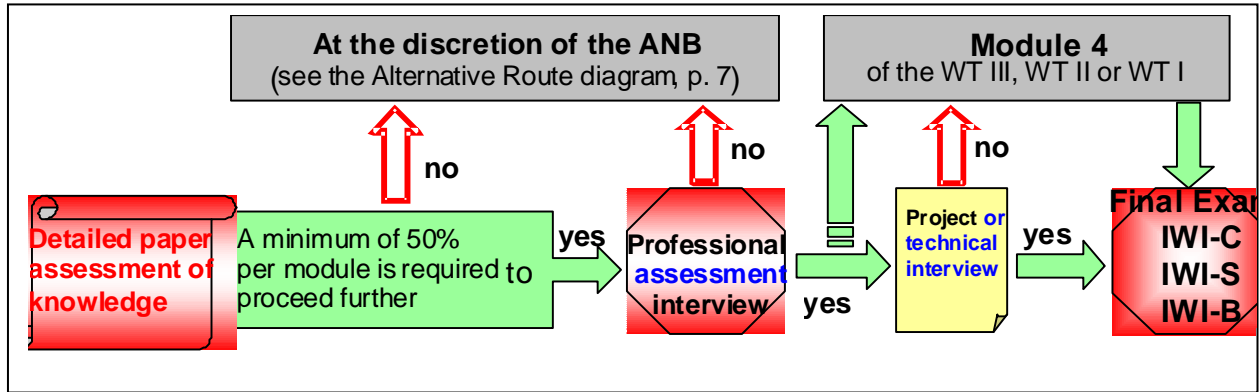 At the discretion of the ANB
(see the Alternative Route diagram, p. 7)
Module 4
of the WT III, WT II or WT I
no
no
no
Detailed paper
assessment of
knowledge
A minimum of 50%
per module is required to
proceed further
yes
Professional
assessment
interview
yes
Project or
technical
interview
yes
Final Exam
IWI-C
IWI-S
IWI-B